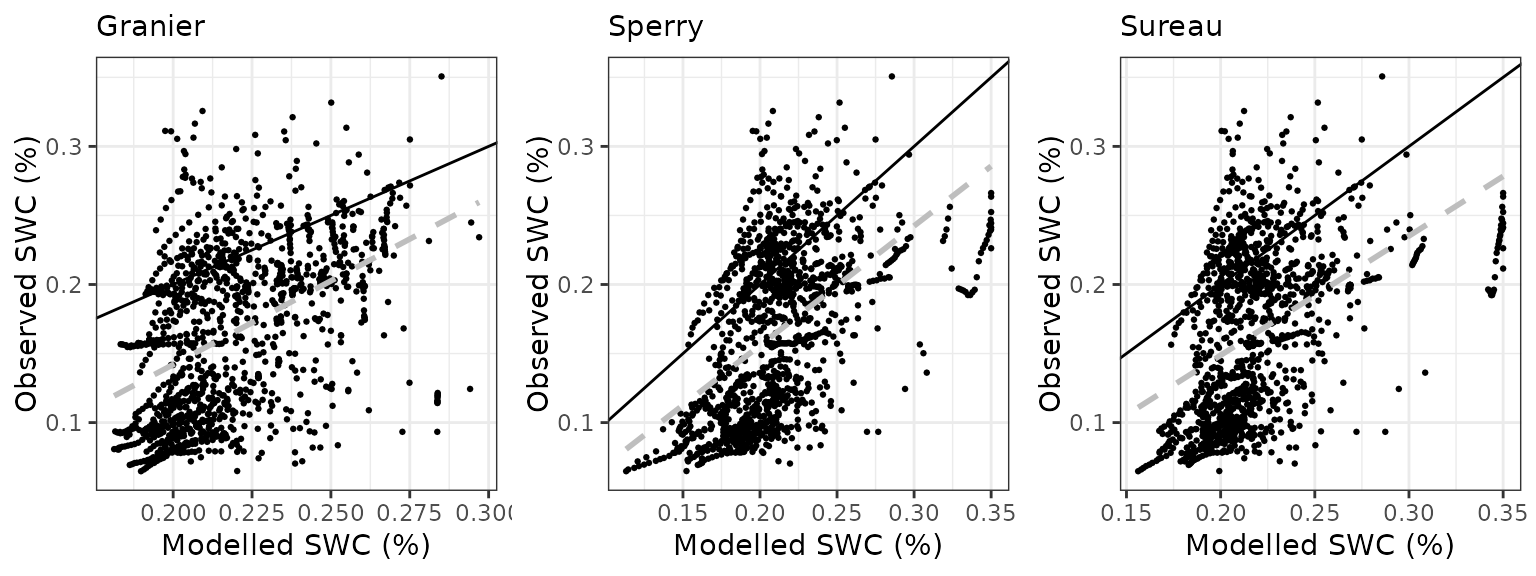 Granier
Observed SWC (%)
0.3
0.2
0.1
0.200 0.225 0.250 0.275 0.300
Modelled SWC (%)
Sperry
Observed SWC (%)
0.3
0.2
0.1
0.15 0.20 0.25 0.30 0.35
Modelled SWC (%)
Sureau
Observed SWC (%)
0.3
0.2
0.1
0.15 0.20 0.25 0.30 0.35
Modelled SWC (%)